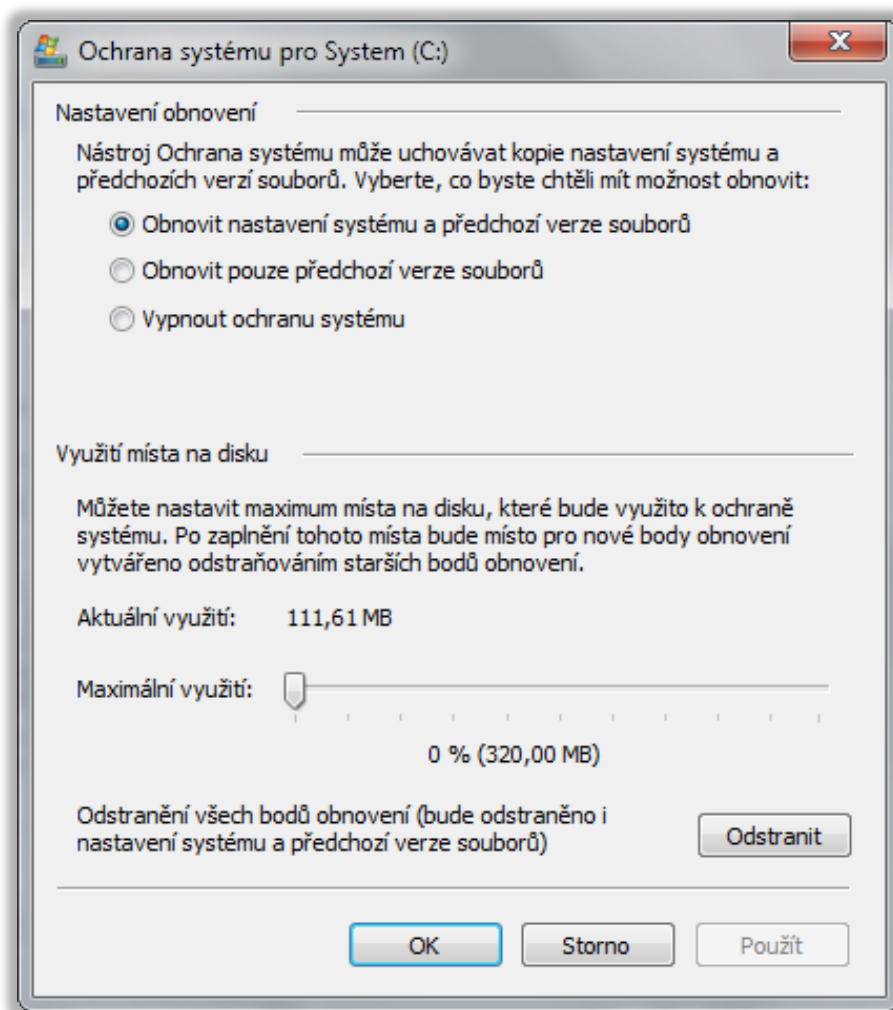 Ochrana systému pro System (C:)
Nastavení obnovení
Nástroj Ochrana systému může uchovávat kopie nastavení systému a
předchozích verzí souborů. Vyberte, co byste chtěli mít možnost obnovit:
Obnovit nastavení systému a předchozí verze souborů
Obnovit pouze předchozí verze souborů
Vypnout ochranu systému
Využití místa na disku
Můžete nastavit maximum místa na disku, které bude využito k ochraně
systému. Po zaplnění tohoto místa bude místo pro nové body obnovení
vytvářeno odstraňováním starších bodů obnovení.
Aktuální využití: 111,61 MB
Maximální využití:
0 % (320,00 MB)
Odstranění všech bodů obnovení (bude odstraněno i
nastavení systému a předchozí verze souborů)
Odstranit
OK Storno Použít